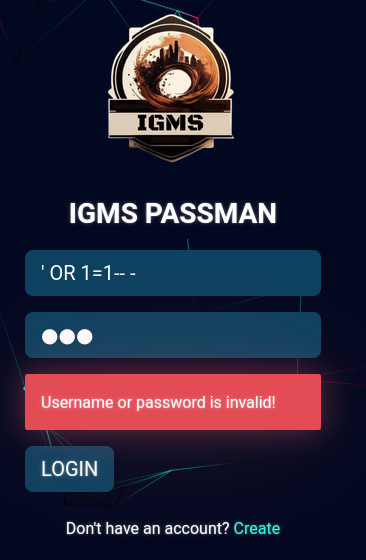 IGMS
IGMS PASSMAN
' OR 1=1-- -
●●●
Username or password is invalid!
LOGIN
Don't have an account? Create